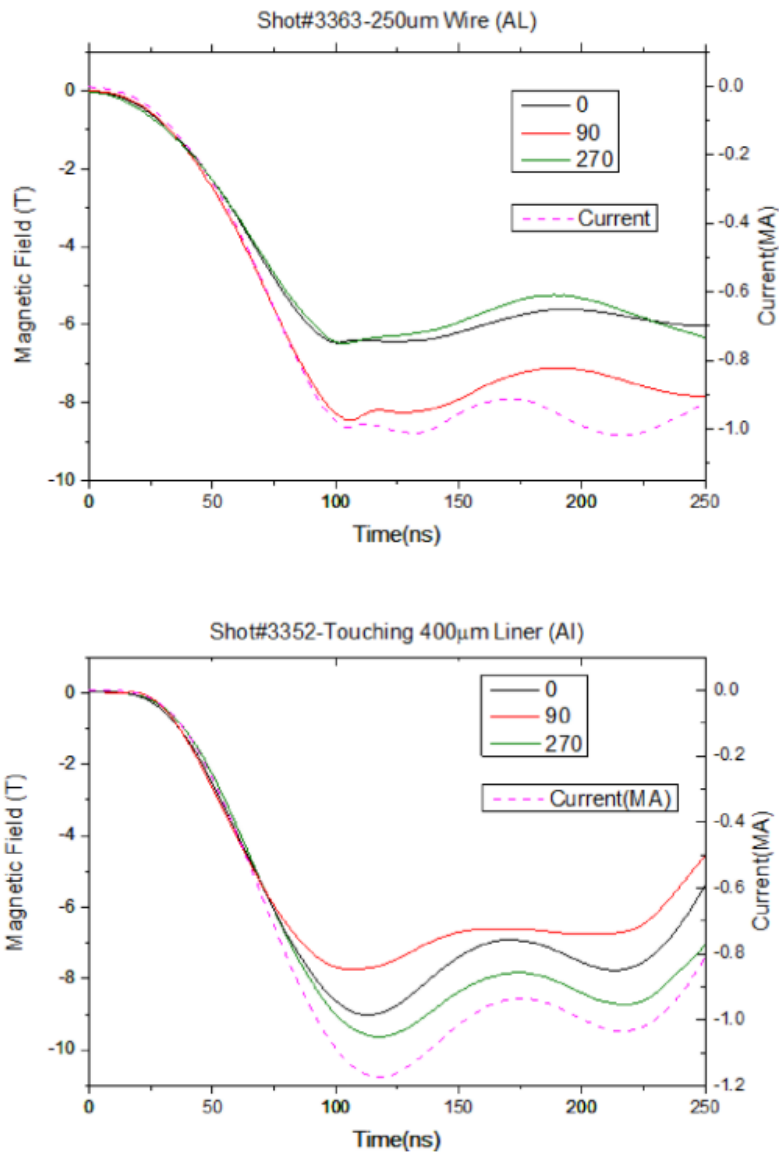 Shot#3363-250um Wire (AL)
0
-2
-4
-6
-8
-10
Magnetic Field (T)
0
90
270
Current
0.0
-0.2
-0.4
-0.6
-0.8
-1.0
Current(MA)
0 50 100 150 200 250
Time(ns)
Shot#3352-Touching 400μm Liner (Al)
0
-2
-4
-6
-8
-10
Magnetic Field (T)
0
90
270
Current(MA)
0.0
-0.2
-0.4
-0.6
-0.8
-1.0
-1.2
Current(MA)
0 50 100 150 200 250
Time(ns)